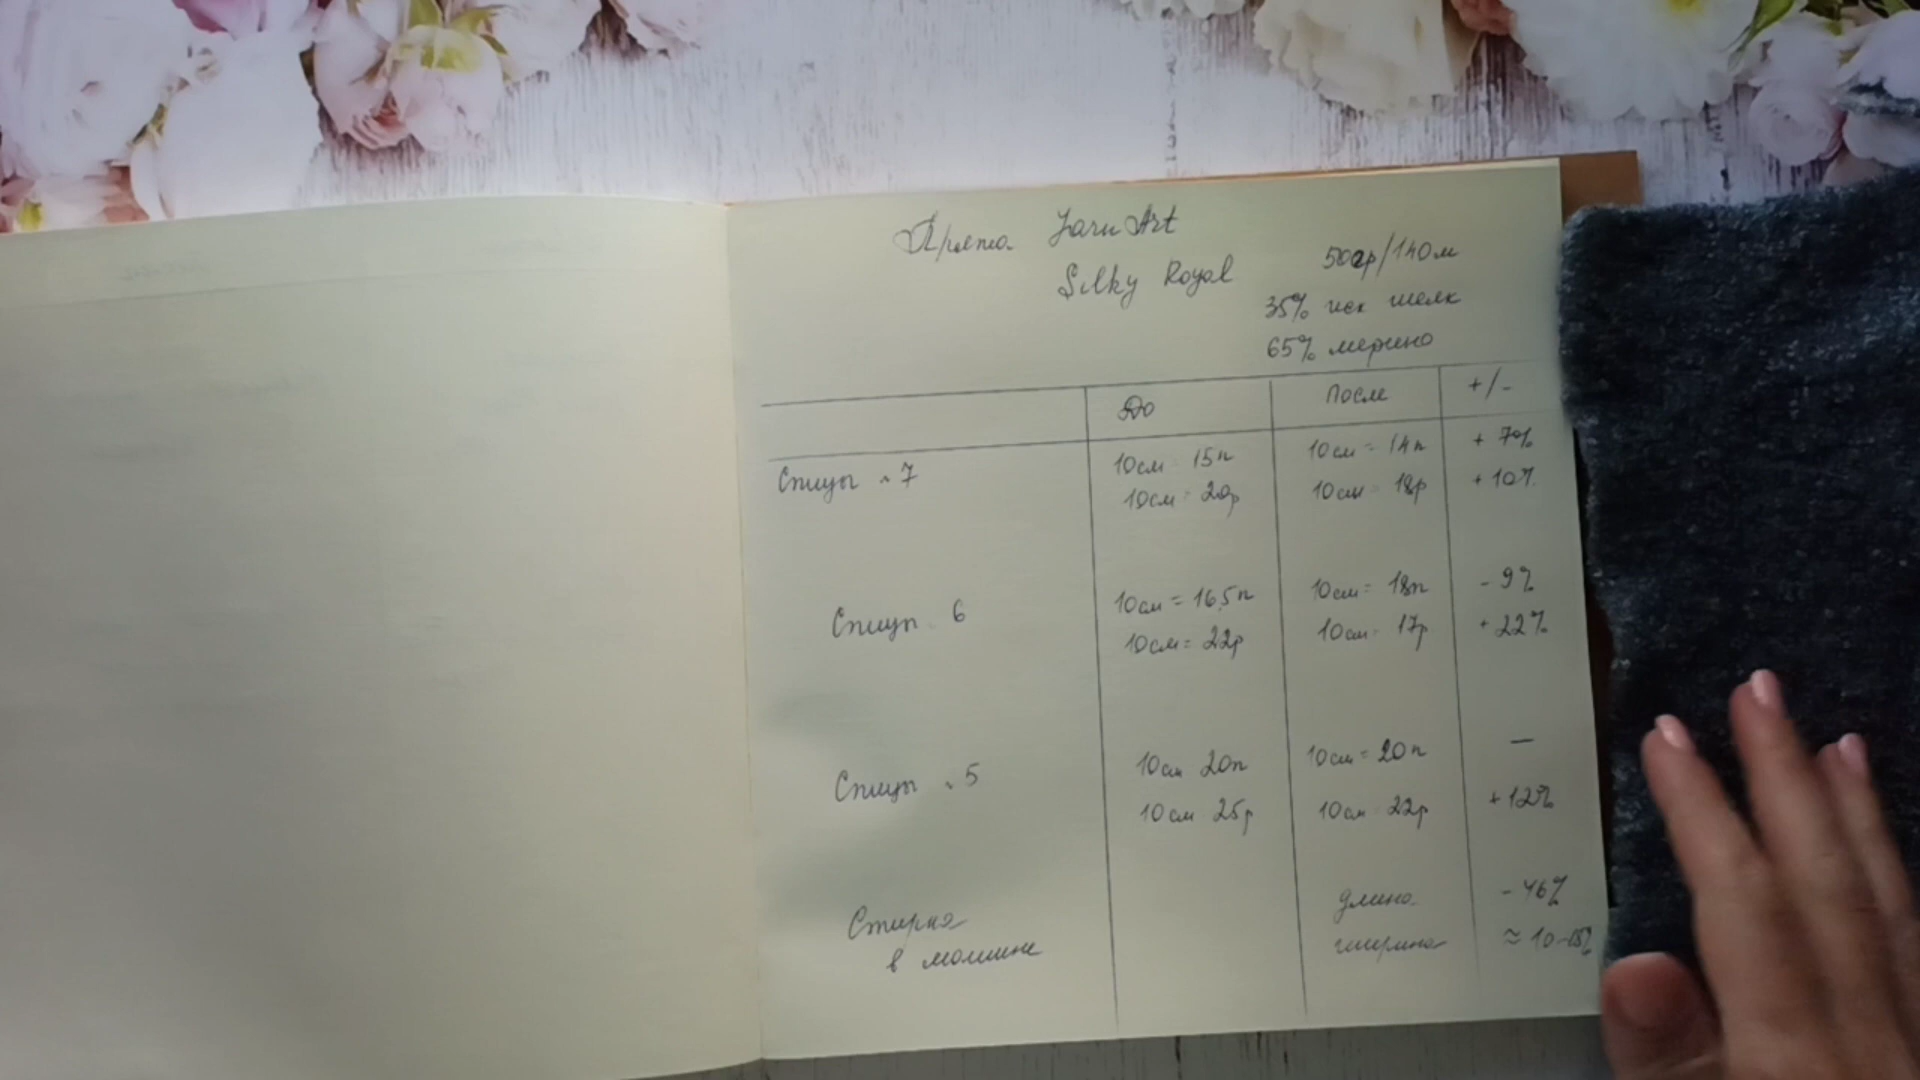 Пряжа YarnArt
Silky Royal 50гр/140м
35% иск шелк
65% мерино
До После +/-
Спицы 7 10см 15п 10см = 14п + 7%
10см 20р 10см 18р + 10%
Спицы 6 10см = 16,5п 10см = 18п - 9%
10см = 22р 10см 17р + 22%
Спицы 5 10см 20п 10см = 20п —
10см 25р 10см 22р + 12%
Стирка длина - 46%
в машине ширина ≈ 10-15%